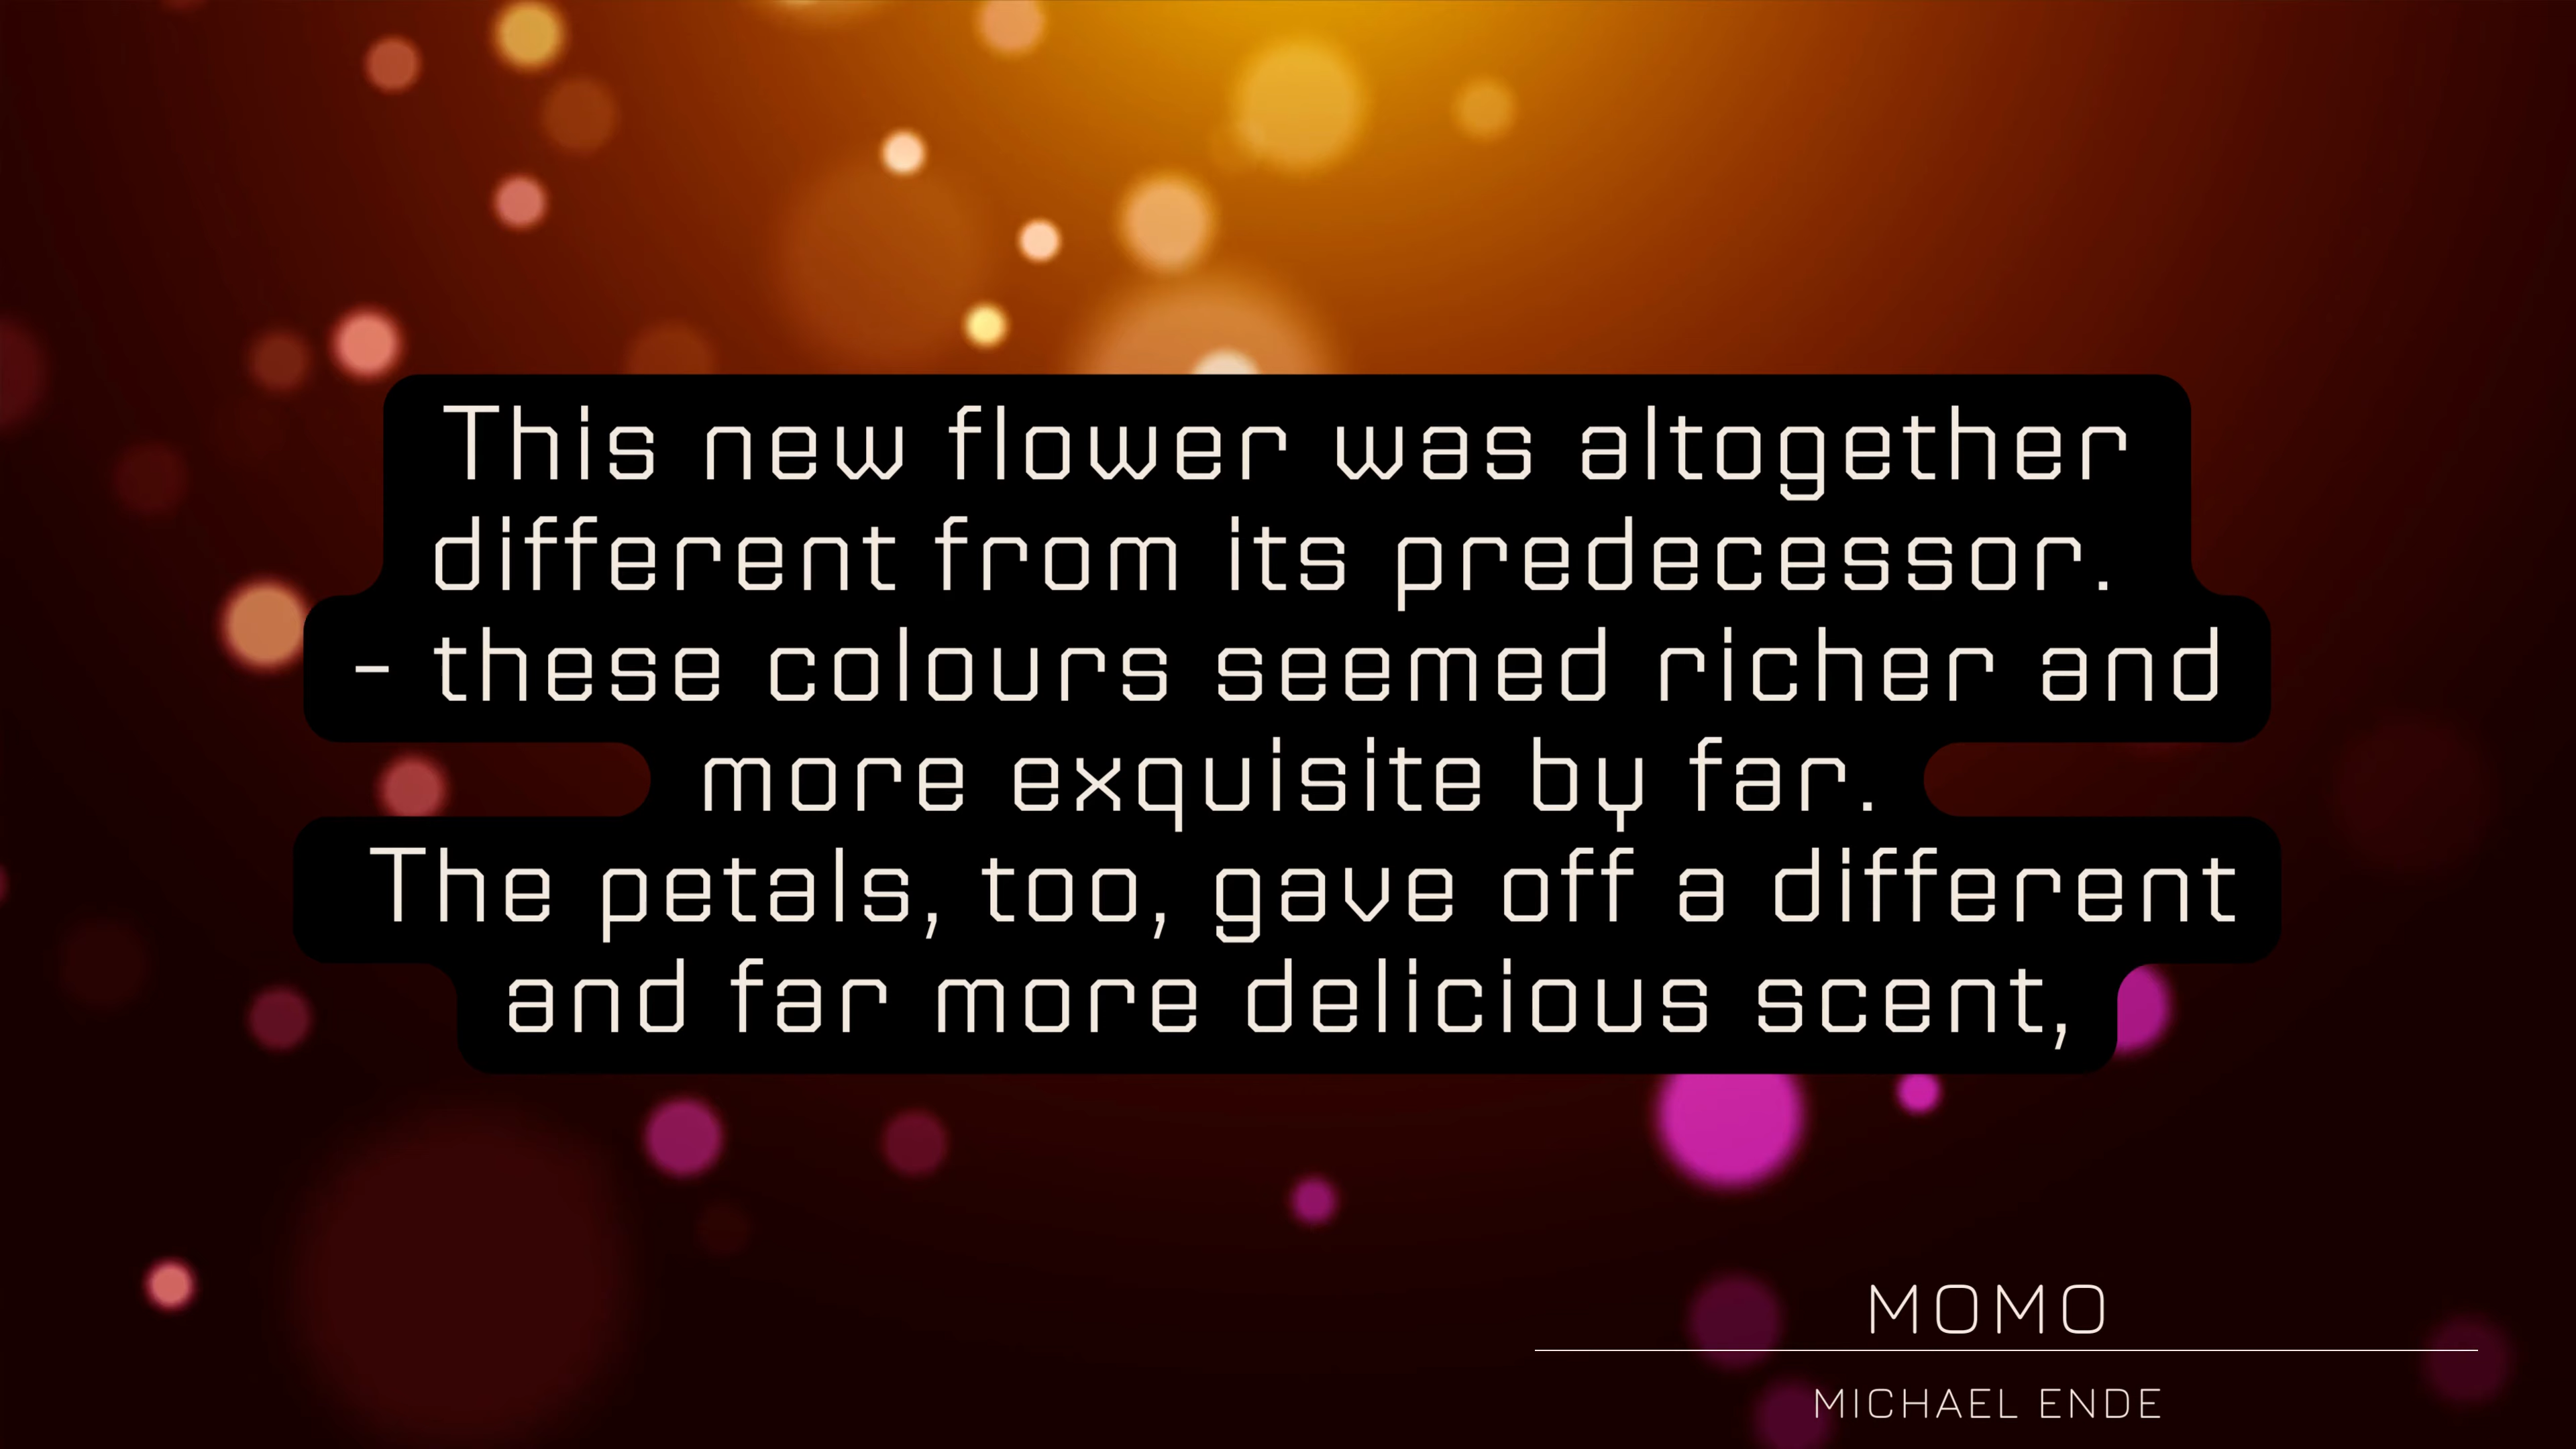 This new flower was altogether
different from its predecessor.
- these colours seemed richer and
more exquisite by far.
The petals, too, gave off a different
and far more delicious scent,
MOMO
MICHAEL ENDE